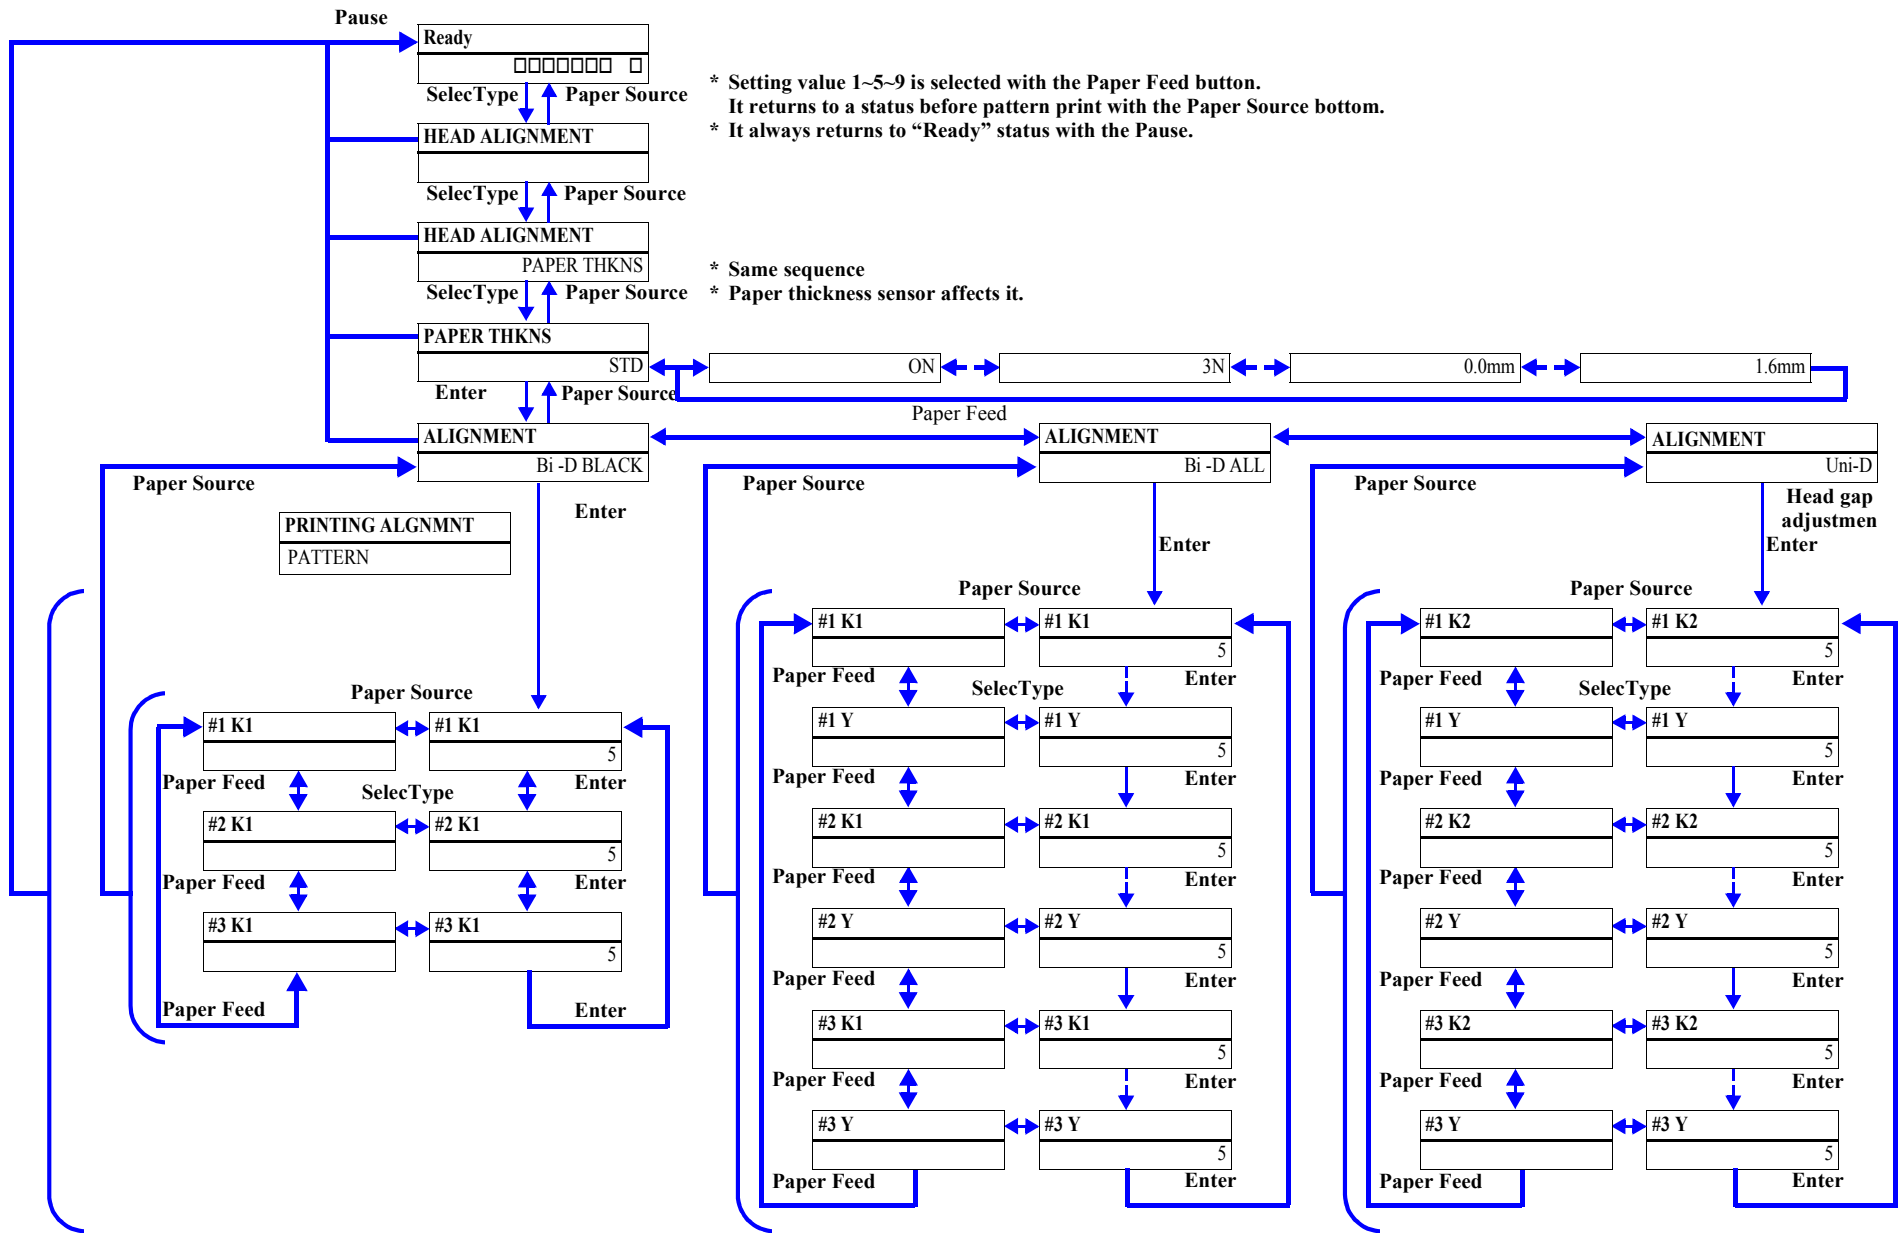 Pause
Ready
□□□□□□□ □
SelecType Paper Source
* Setting value 1~5~9 is selected with the Paper Feed button.
It returns to a status before pattern print with the Paper Source bottom.
* It always returns to “Ready” status with the Pause.
HEAD ALIGNMENT
SelecType Paper Source
HEAD ALIGNMENT
PAPER THKNS
* Same sequence
* Paper thickness sensor affects it.
SelecType Paper Source
PAPER THKNS
STD
ON
3N
0.0mm
1.6mm
Enter Paper Source
Paper Feed
ALIGNMENT
Bi -D BLACK
Paper Source
Enter
PRINTING ALGNMNT
PATTERN
Paper Source
#1 K1 #1 K1
5
Paper Feed Enter
SelecType
#2 K1 #2 K1
5
Paper Feed Enter
#3 K1 #3 K1
5
Paper Feed Enter
ALIGNMENT
Bi -D ALL
Paper Source
Enter
Paper Source
#1 K1 #1 K1
5
Paper Feed Enter
SelecType
#1 Y #1 Y
5
Paper Feed Enter
#2 K1 #2 K1
5
Paper Feed Enter
#2 Y #2 Y
5
Paper Feed Enter
#3 K1 #3 K1
5
Paper Feed Enter
#3 Y #3 Y
5
Paper Feed Enter
ALIGNMENT
Uni-D
Paper Source
Head gap
adjustmen
Enter
Paper Source
#1 K2 #1 K2
5
Paper Feed Enter
SelecType
#1 Y #1 Y
5
Paper Feed Enter
#2 K2 #2 K2
5
Paper Feed Enter
#2 Y #2 Y
5
Paper Feed Enter
#3 K2 #3 K2
5
Paper Feed Enter
#3 Y #3 Y
5
Paper Feed Enter